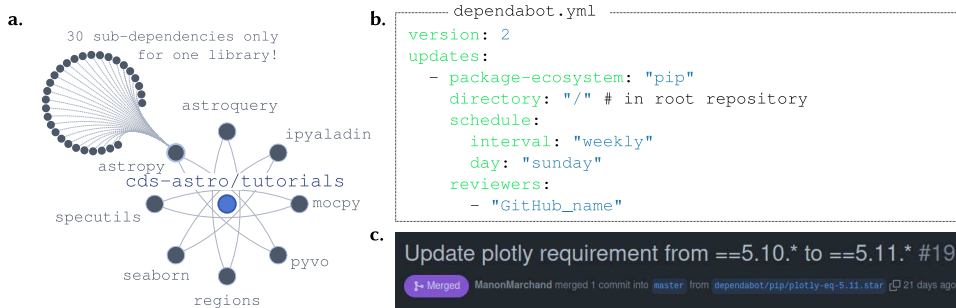 a.
30 sub-dependencies only
for one library!
astroquery
ipyaladin
astropy
cds-astro/tutorials
specutils
mocpy
seaborn
pyvo
regions
b.
dependabot.yml
version: 2
updates:
- package-ecosystem: "pip"
directory: "/" # in root repository
schedule:
interval: "weekly"
day: "sunday"
reviewers:
- "GitHub_name"
c.
Update plotly requirement from ==5.10.* to ==5.11.* #19
Merged ManonMarchand merged 1 commit into master from dependabot/pip/plotly-eq-5.11.star 21 days ago